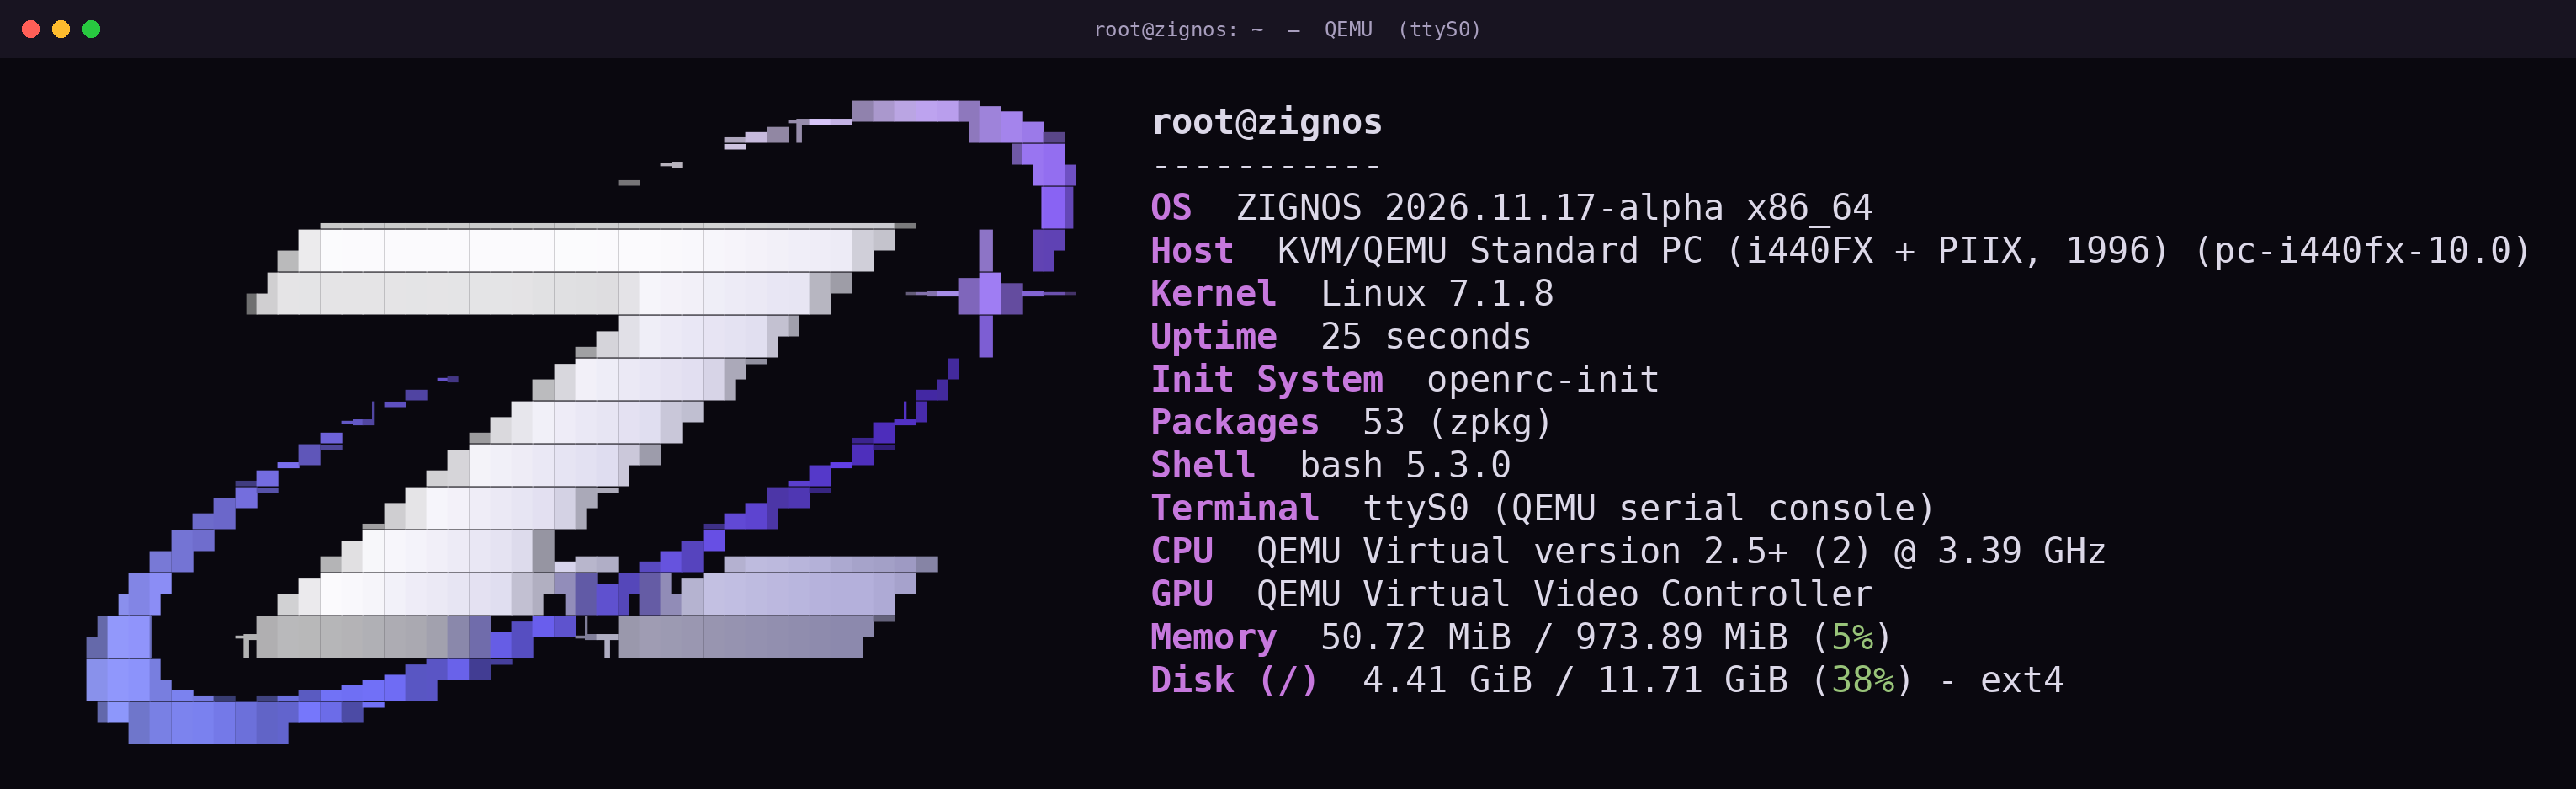 root@zignos: ~ — QEMU (ttyS0)
root@zignos
-----------
OS  ZIGNOS 2026.11.17-alpha x86_64
Host  KVM/QEMU Standard PC (i440FX + PIIX, 1996) (pc-i440fx-10.0)
Kernel  Linux 7.1.8
Uptime  25 seconds
Init System  openrc-init
Packages  53 (zpkg)
Shell  bash 5.3.0
Terminal  ttyS0 (QEMU serial console)
CPU  QEMU Virtual version 2.5+ (2) @ 3.39 GHz
GPU  QEMU Virtual Video Controller
Memory  50.72 MiB / 973.89 MiB (5%)
Disk (/)  4.41 GiB / 11.71 GiB (38%) - ext4